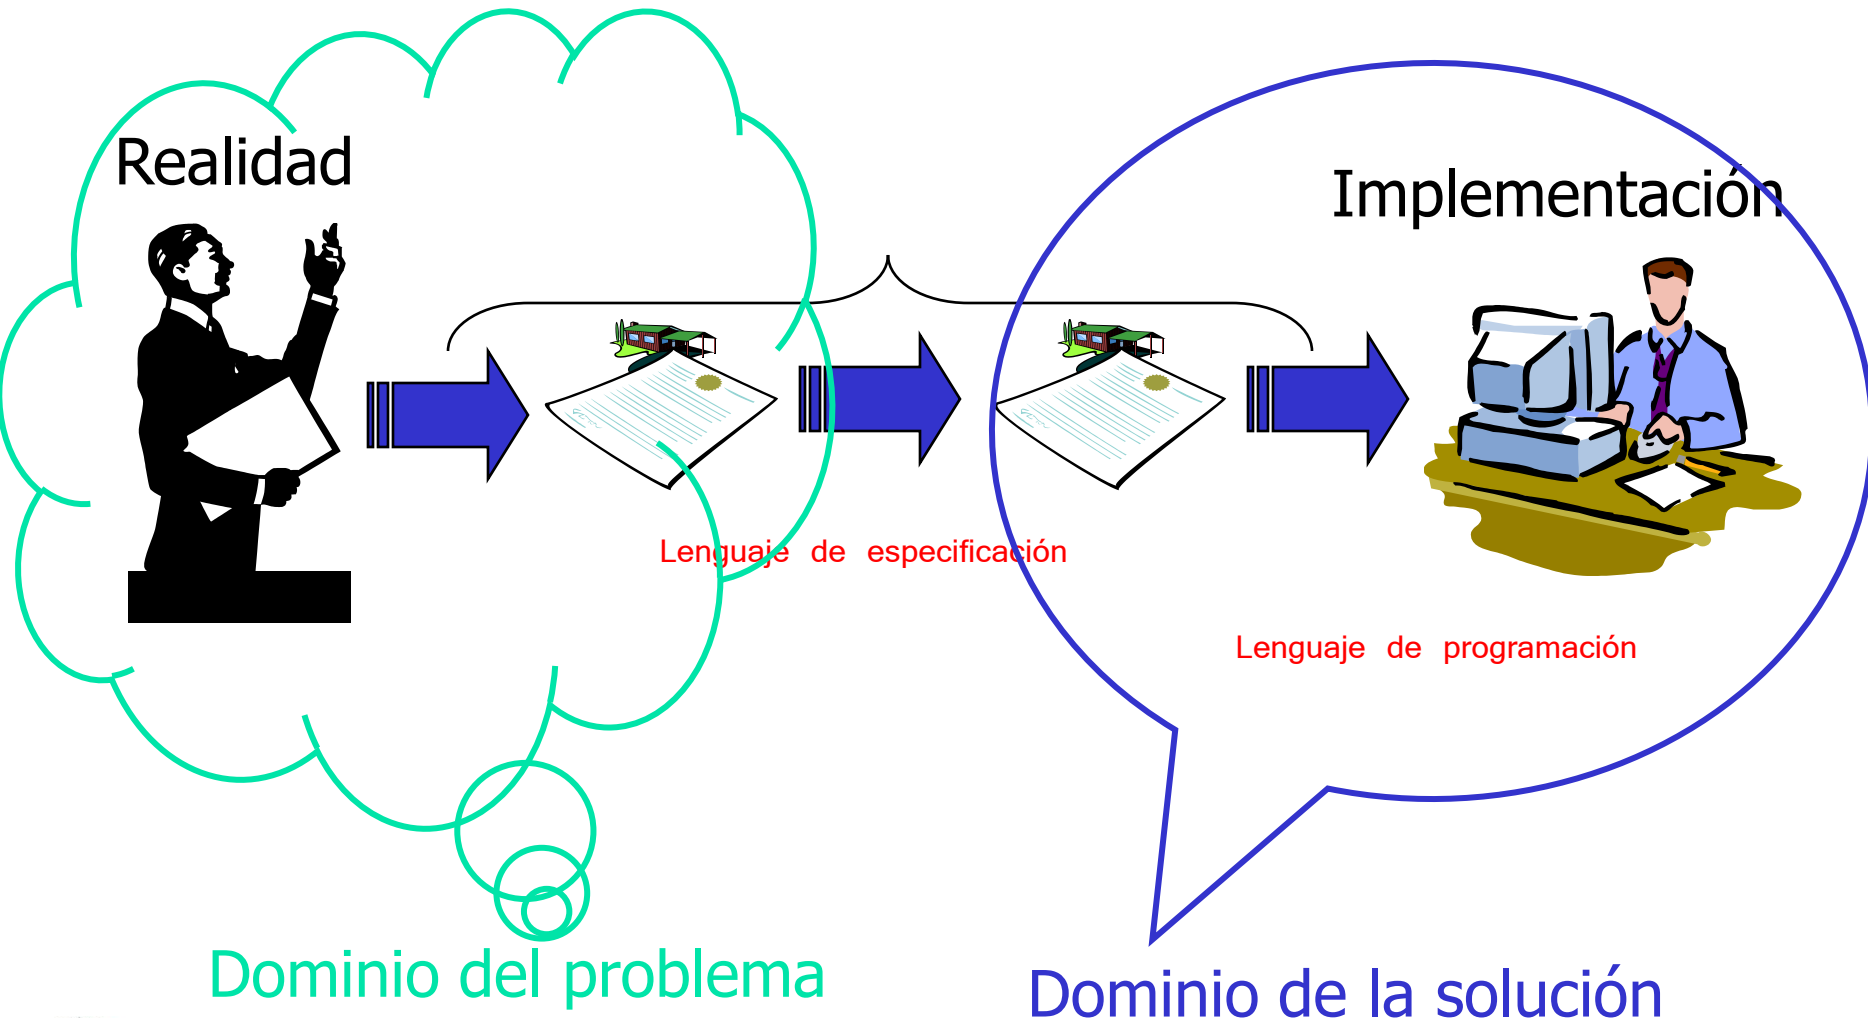 Realidad
Implementación
Lenguaje de especificación
Lenguaje de programación
Dominio del problema
Dominio de la solución